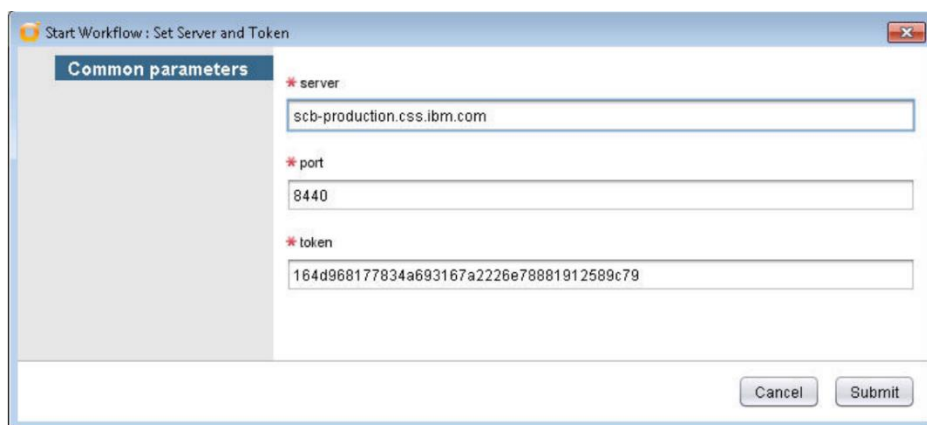 Start Workflow : Set Server and Token
Common parameters
* server
scb-production.css.ibm.com
* port
8440
* token
164d968177834a693167a2226e78881912589c79
Cancel
Submit